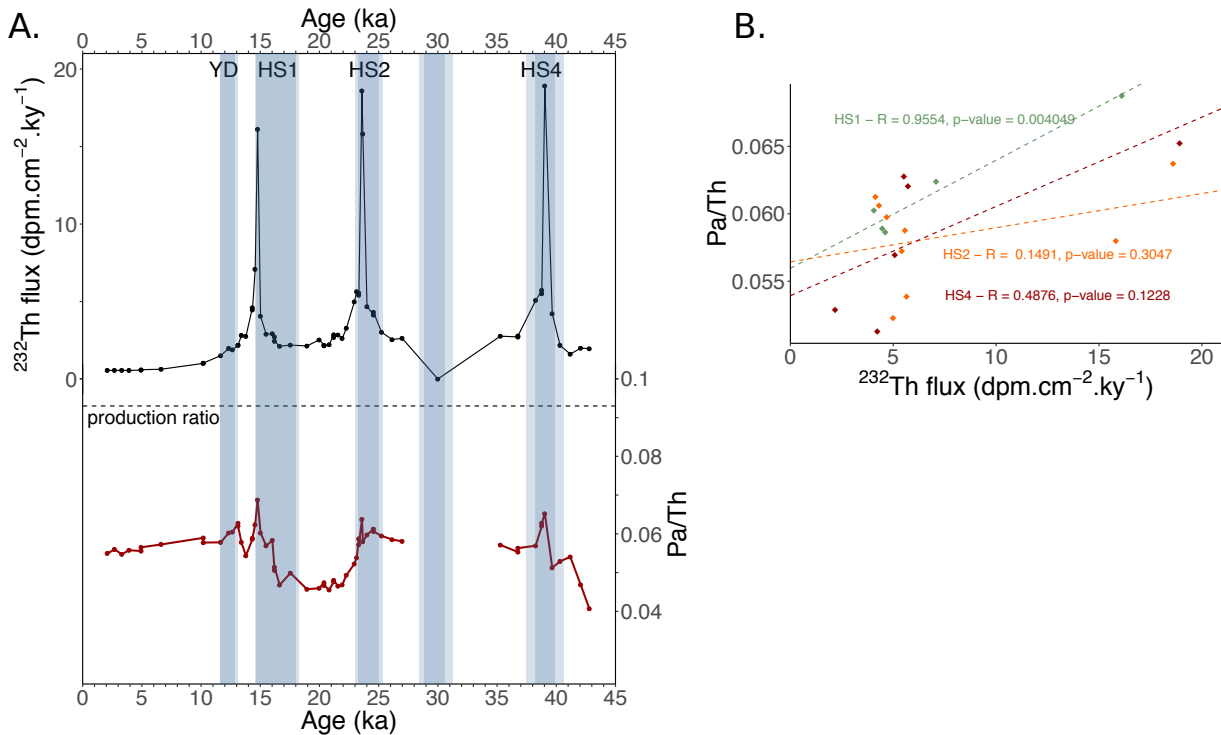 A.
Age (ka)
0 5 10 15 20 25 30 35 40 45
YD HS1 HS2 HS4
20
10
0
²³²Th flux (dpm.cm⁻².ky⁻¹)
0.1
production ratio
0.08
0.06
0.04
Pa/Th
0 5 10 15 20 25 30 35 40 45
Age (ka)
B.
HS1 − R = 0.9554, p−value = 0.004049
0.065
0.060
0.055
Pa/Th
HS2 − R = 0.1491, p−value = 0.3047
HS4 − R = 0.4876, p−value = 0.1228
0 5 10 15 20
²³²Th flux (dpm.cm⁻².ky⁻¹)